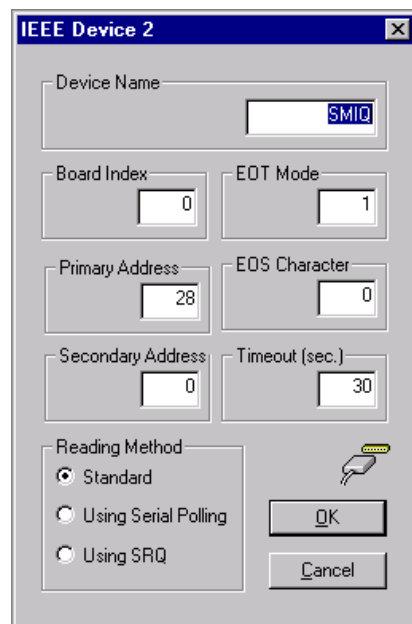 IEEE Device 2
Device Name
SMIQ
Board Index
0
EOT Mode
1
Primary Address
28
EOS Character
0
Secondary Address
0
Timeout (sec.)
30
Reading Method
Standard
Using Serial Polling
Using SRQ
OK
Cancel